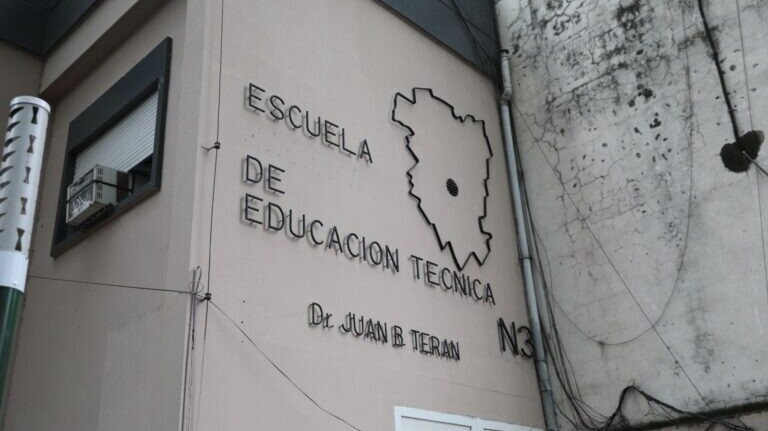 ESCUELA
DE
EDUCACION TECNICA
Dr. JUAN B. TERAN
N3